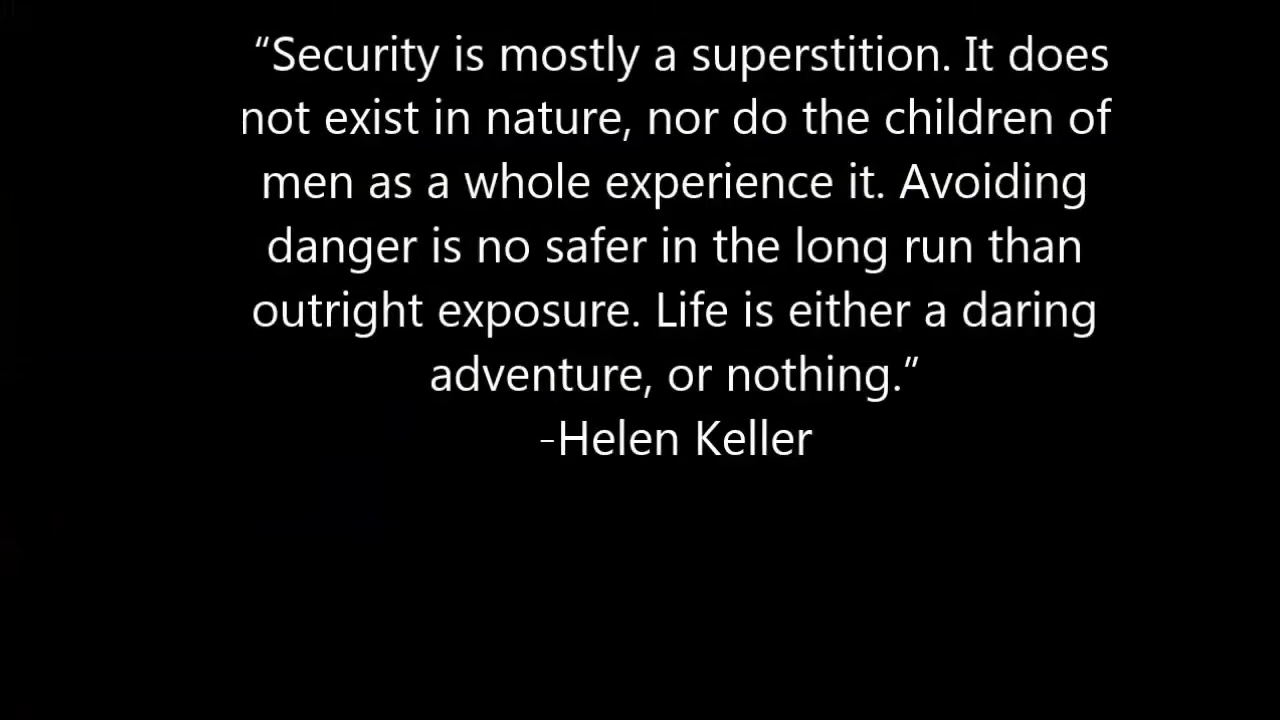 “Security is mostly a superstition. It does
not exist in nature, nor do the children of
men as a whole experience it. Avoiding
danger is no safer in the long run than
outright exposure. Life is either a daring
adventure, or nothing.”
-Helen Keller